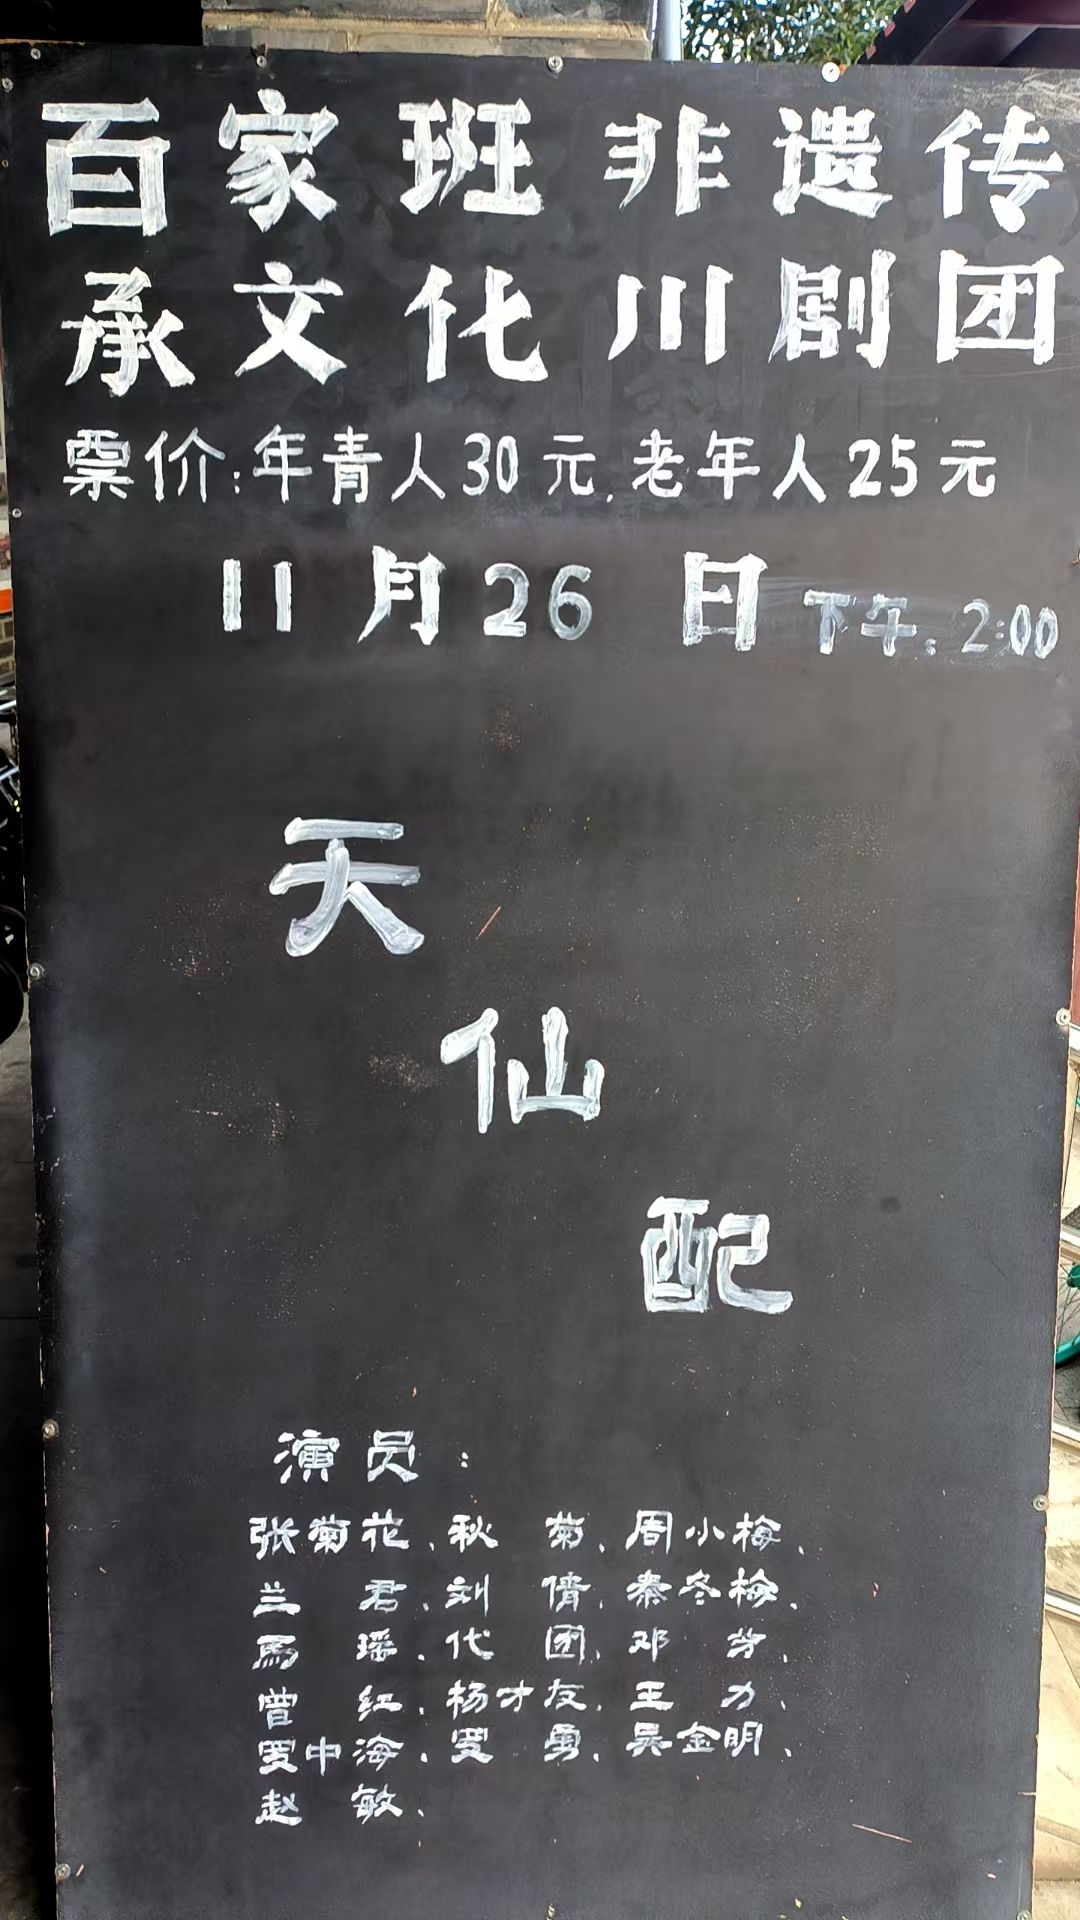 百家班非遗传
承文化川剧团
票价:年青人30元.老年人25元
11月26日下午:2:00
天
仙
配
演员:
张菊花、秋菊、周小梅、
兰君、刘倩、秦冬梅、
馬瑶、代团、邓芳、
曾红、杨才友、王力、
罗中海、罗勇、吴金明、
赵敏、